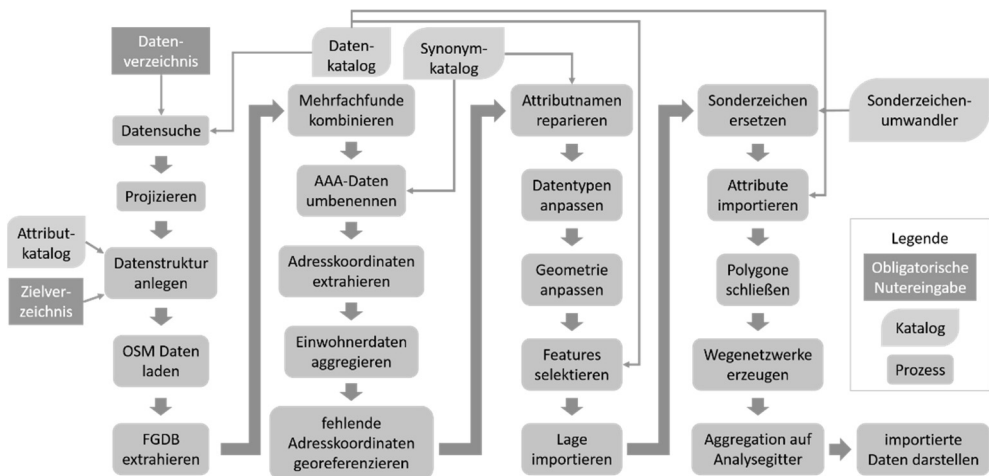 Daten-
verzeichnis
Daten-
katalog
Synonym-
katalog
Datensuche
Projizieren
Attribut-
katalog
Datenstruktur
anlegen
Zielver-
zeichnis
OSM Daten
laden
FGDB
extrahieren
Mehrfachfunde
kombinieren
AAA-Daten
umbenennen
Adresskoordinaten
extrahieren
Einwohnerdaten
aggregieren
fehlende
Adresskoordinaten
georeferenzieren
Attributnamen
reparieren
Datentypen
anpassen
Geometrie
anpassen
Features
selektieren
Lage
importieren
Sonderzeichen
ersetzen
Sonderzeichen-
umwandler
Attribute
importieren
Polygone
schließen
Wegenetzwerke
erzeugen
Aggregation auf
Analysegitter
importierte
Daten darstellen
Legende
Obligatorische
Nutereingabe
Katalog
Prozess